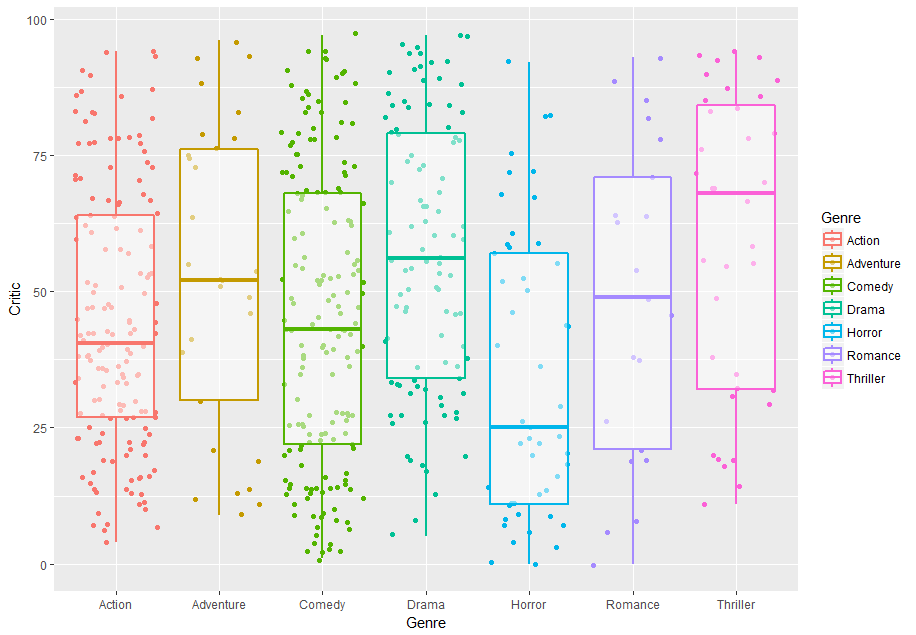 100
75
50
25
0
Critic
Action Adventure Comedy Drama Horror Romance Thriller
Genre
Genre
Action
Adventure
Comedy
Drama
Horror
Romance
Thriller